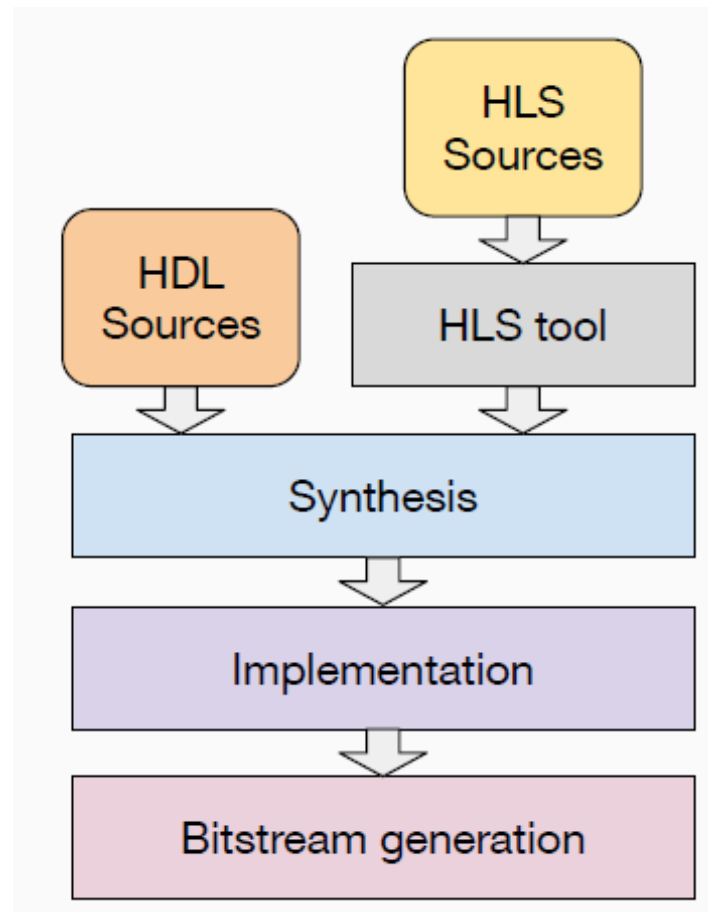 HLS
Sources
HDL
Sources
HLS tool
Synthesis
Implementation
Bitstream generation